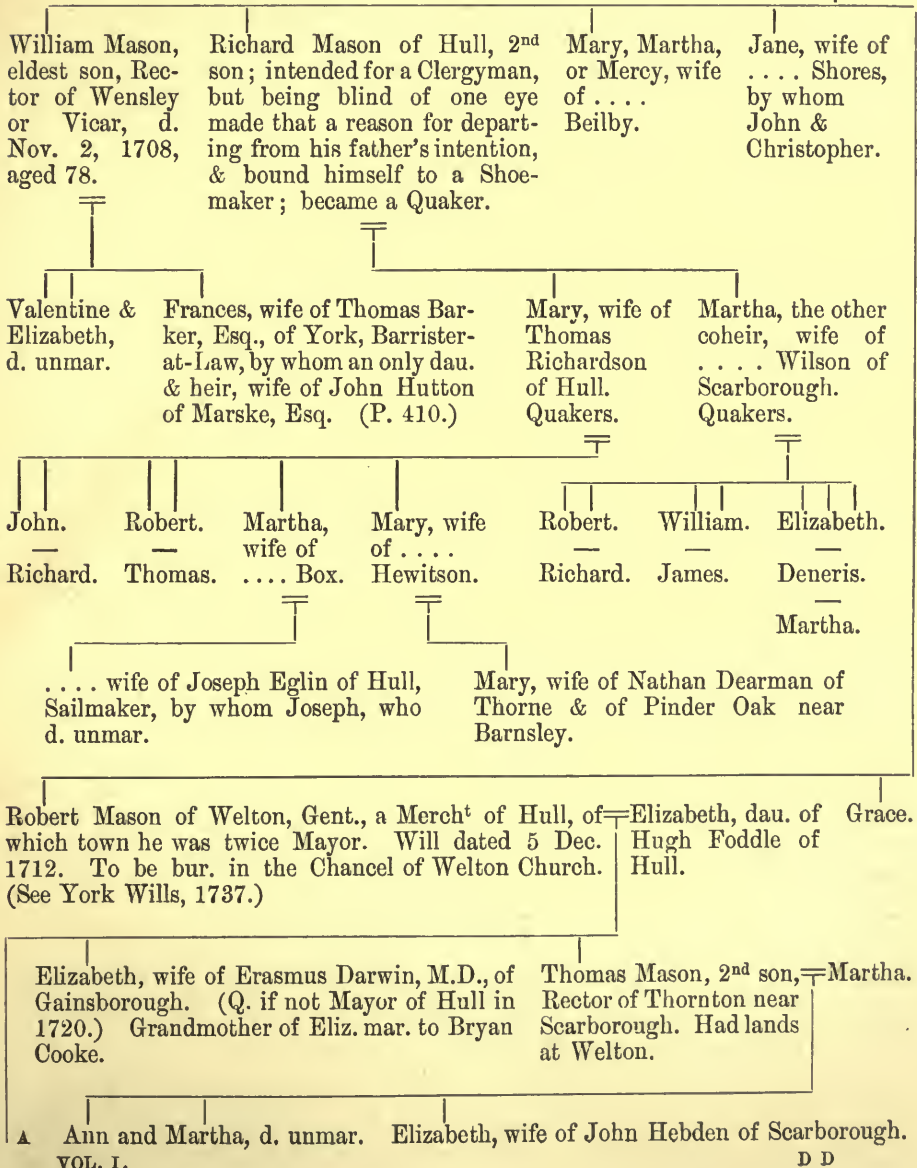 William Mason,
eldest son, Rec-
tor of Wensley
or Vicar, d.
Nov. 2, 1708,
aged 78.
Richard Mason of Hull, 2nd
son; intended for a Clergyman,
but being blind of one eye
made that a reason for depart-
ing from his father's intention,
& bound himself to a Shoe-
maker; became a Quaker.
Mary, Martha,
or Mercy, wife
of . . . .
Beilby.
Jane, wife of
. . . . Shores,
by whom
John &
Christopher.
Valentine &
Elizabeth,
d. unmar.
Frances, wife of Thomas Bar-
ker, Esq., of York, Barrister-
at-Law, by whom an only dau.
& heir, wife of John Hutton
of Marske, Esq. (P. 410.)
Mary, wife of
Thomas
Richardson
of Hull.
Quakers.
Martha, the other
coheir, wife of
. . . . Wilson of
Scarborough.
Quakers.
John.
—
Richard.
Robert.
—
Thomas.
Martha,
wife of
. . . . Box.
Mary, wife
of . . . .
Hewitson.
Robert.
—
Richard.
William.
—
James.
Elizabeth.
—
Deneris.
—
Martha.
. . . . wife of Joseph Eglin of Hull,
Sailmaker, by whom Joseph, who
d. unmar.
Mary, wife of Nathan Dearman of
Thorne & of Pinder Oak near
Barnsley.
Robert Mason of Welton, Gent., a Mercht of Hull, of
which town he was twice Mayor. Will dated 5 Dec.
1712. To be bur. in the Chancel of Welton Church.
(See York Wills, 1737.)
Elizabeth, dau. of
Hugh Foddle of
Hull.
Grace.
Elizabeth, wife of Erasmus Darwin, M.D., of
Gainsborough. (Q. if not Mayor of Hull in
1720.) Grandmother of Eliz. mar. to Bryan
Cooke.
Thomas Mason, 2nd son,
Rector of Thornton near
Scarborough. Had lands
at Welton.
Martha.
A Ann and Martha, d. unmar. Elizabeth, wife of John Hebden of Scarborough.
VOL. I. D D